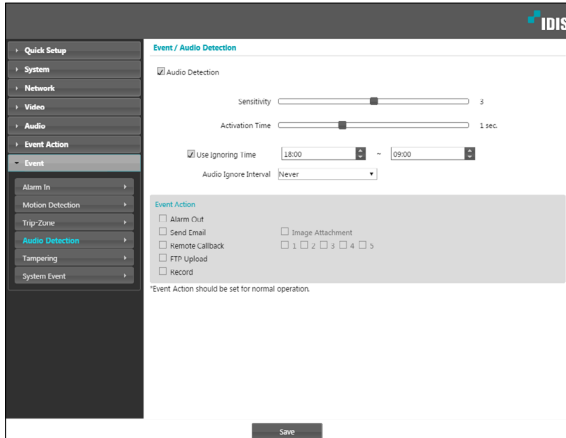 IDIS
Quick Setup
System
Network
Video
Audio
Event Action
Event
Alarm In
Motion Detection
Trip-Zone
Audio Detection
Tampering
System Event
Event / Audio Detection
Audio Detection
Sensitivity 3
Activation Time 1 sec.
Use Ignoring Time 18:00 ~ 09:00
Audio Ignore Interval Never
Event Action
Alarm Out
Send Email Image Attachment
Remote Callback 1 2 3 4 5
FTP Upload
Record
*Event Action should be set for normal operation.
Save